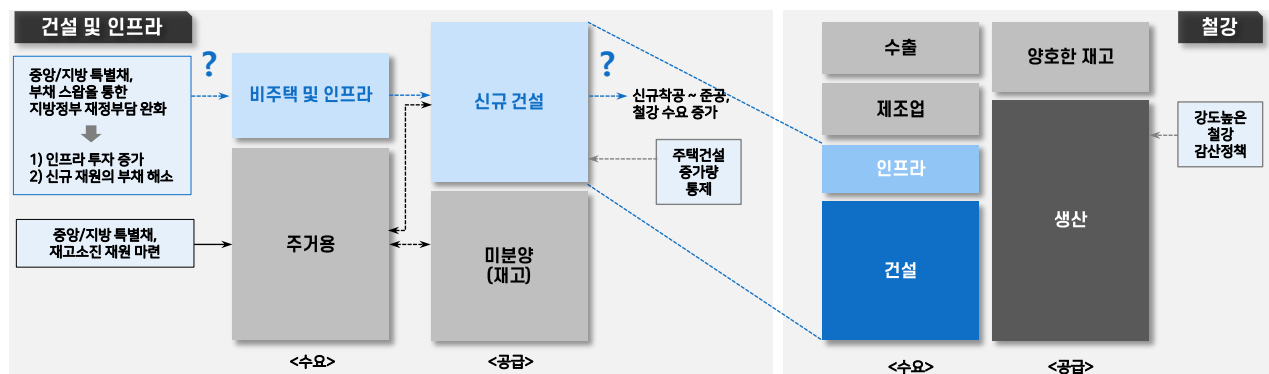 건설 및 인프라
중앙/지방 특별채,
부채 스왑을 통한
지방정부 재정부담 완화
1) 인프라 투자 증가
2) 신규 재원의 부채 해소
?
비주택 및 인프라
중앙/지방 특별채,
재고소진 재원 마련
주거용
<수요>
신규 건설
미분양
(재고)
<공급>
?
신규착공 ~ 준공,
철강 수요 증가
주택건설
증가량
통제
철강
수출
제조업
인프라
건설
<수요>
양호한 재고
생산
<공급>
강도높은
철강
감산정책